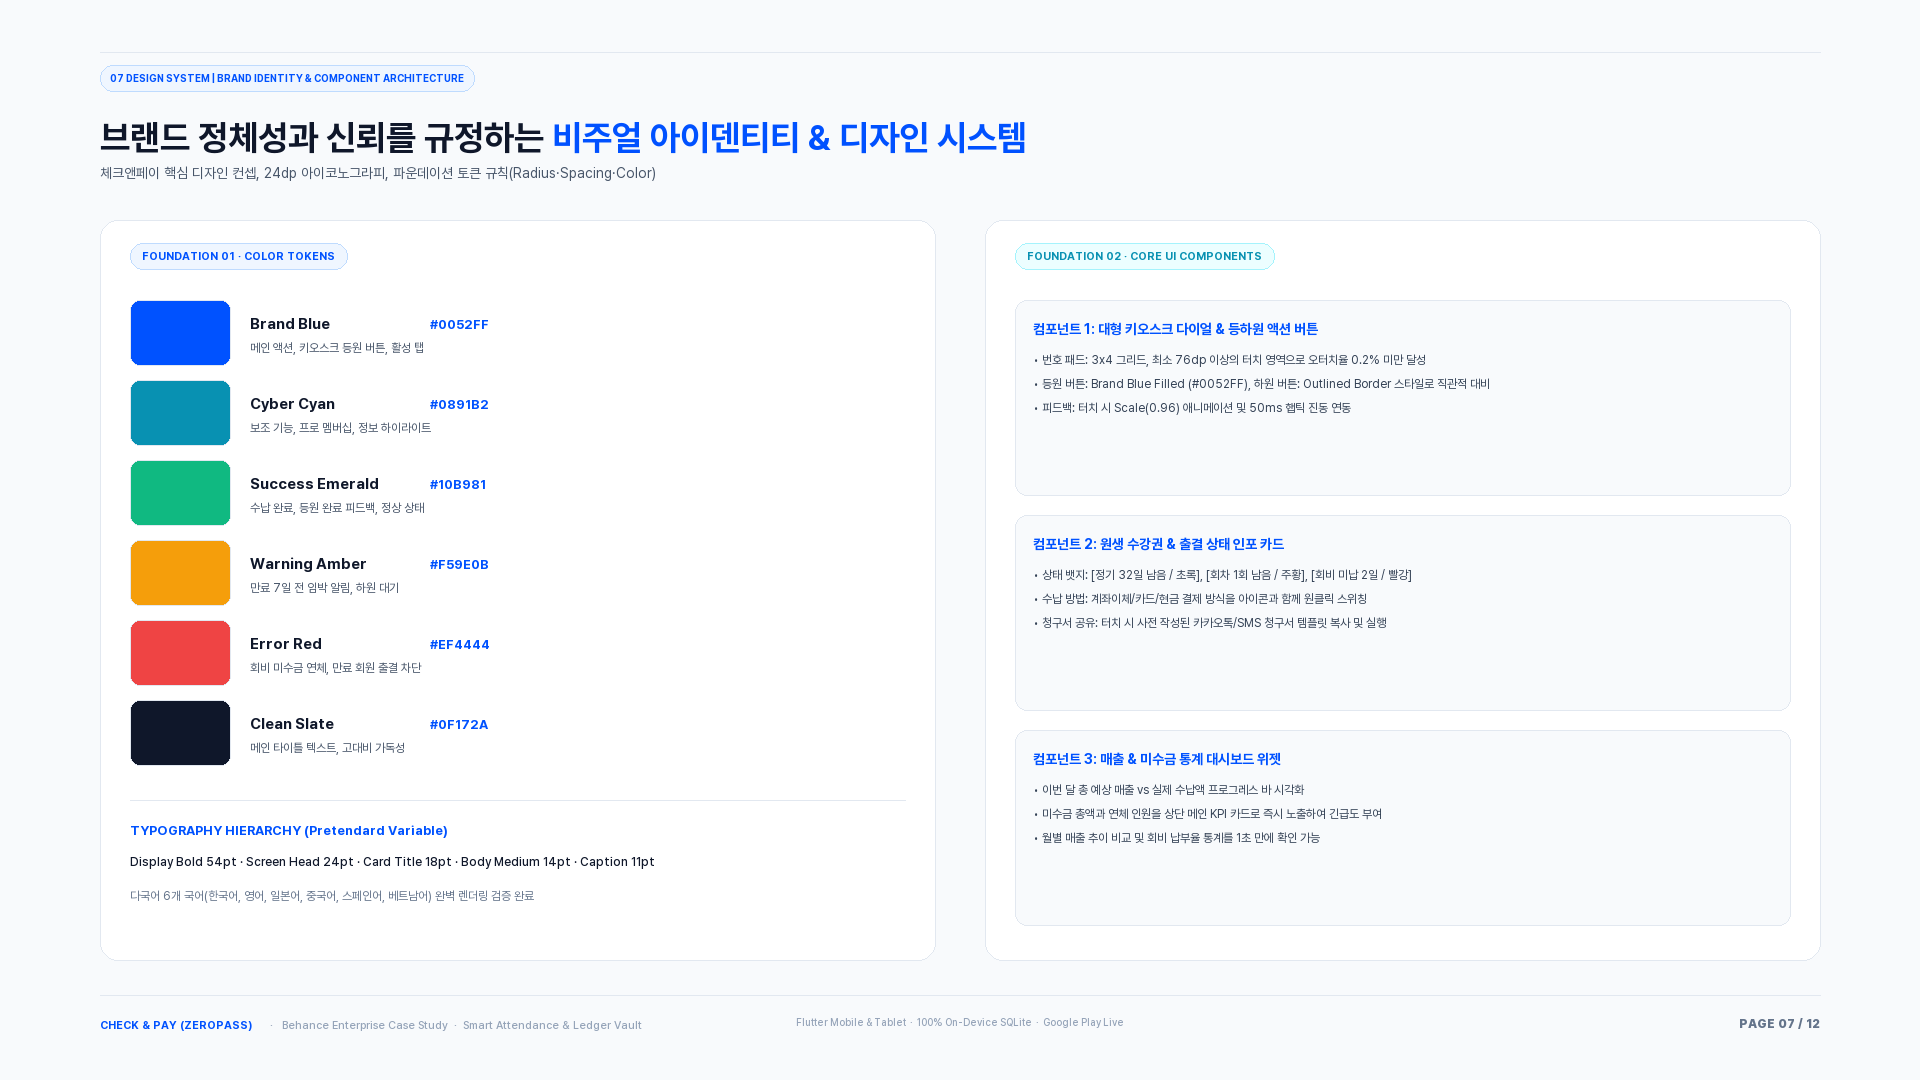 07 DESIGN SYSTEM | BRAND IDENTITY & COMPONENT ARCHITECTURE
브랜드 정체성과 신뢰를 규정하는 비주얼 아이덴티티 & 디자인 시스템
체크앤페이 핵심 디자인 컨셉, 24dp 아이코노그라피, 파운데이션 토큰 규칙(Radius·Spacing·Color)
FOUNDATION 01 · COLOR TOKENS
Brand Blue #0052FF
메인 액션, 키오스크 등원 버튼, 활성 탭
Cyber Cyan #0891B2
보조 기능, 프로 멤버십, 정보 하이라이트
Success Emerald #10B981
수납 완료, 등원 완료 피드백, 정상 상태
Warning Amber #F59E0B
만료 7일 전 임박 알림, 하원 대기
Error Red #EF4444
회비 미수금 연체, 만료 회원 출결 차단
Clean Slate #0F172A
메인 타이틀 텍스트, 고대비 가독성
TYPOGRAPHY HIERARCHY (Pretendard Variable)
Display Bold 54pt · Screen Head 24pt · Card Title 18pt · Body Medium 14pt · Caption 11pt
다국어 6개 국어(한국어, 영어, 일본어, 중국어, 스페인어, 베트남어) 완벽 렌더링 검증 완료
FOUNDATION 02 · CORE UI COMPONENTS
컴포넌트 1: 대형 키오스크 다이얼 & 등하원 액션 버튼
• 번호 패드: 3x4 그리드, 최소 76dp 이상의 터치 영역으로 오터치율 0.2% 미만 달성
• 등원 버튼: Brand Blue Filled (#0052FF), 하원 버튼: Outlined Border 스타일로 직관적 대비
• 피드백: 터치 시 Scale(0.96) 애니메이션 및 50ms 햅틱 진동 연동
컴포넌트 2: 원생 수강권 & 출결 상태 인포 카드
• 상태 뱃지: [정기 32일 남음 / 초록], [회차 1회 남음 / 주황], [회비 미납 2일 / 빨강]
• 수납 방법: 계좌이체/카드/현금 결제 방식을 아이콘과 함께 원클릭 스위칭
• 청구서 공유: 터치 시 사전 작성된 카카오톡/SMS 청구서 템플릿 복사 및 실행
컴포넌트 3: 매출 & 미수금 통계 대시보드 위젯
• 이번 달 총 예상 매출 vs 실제 수납액 프로그레스 바 시각화
• 미수금 총액과 연체 인원을 상단 메인 KPI 카드로 즉시 노출하여 긴급도 부여
• 월별 매출 추이 비교 및 회비 납부율 통계를 1초 만에 확인 가능
CHECK & PAY (ZEROPASS) · Behance Enterprise Case Study · Smart Attendance & Ledger Vault
Flutter Mobile & Tablet · 100% On-Device SQLite · Google Play Live
PAGE 07 / 12